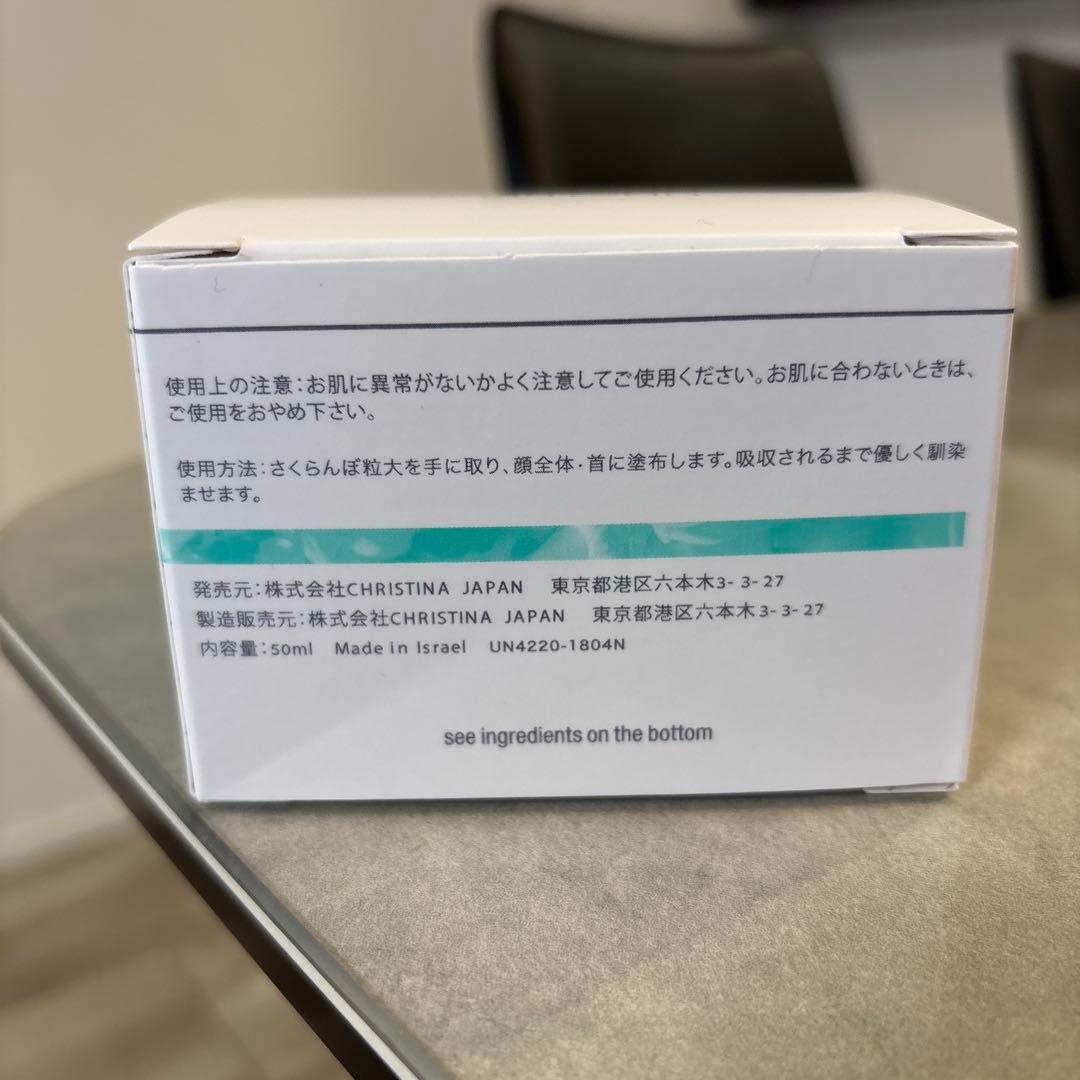 使用上の注意：お肌に異常がないかよく注意してご使用ください。お肌に合わないときは、
ご使用をおやめ下さい。
使用方法：さくらんぼ粒大を手に取り、顔全体・首に塗布します。吸収されるまで優しく馴染
ませます。
発売元：株式会社CHRISTINA JAPAN 東京都港区六本木3-3-27
製造販売元：株式会社CHRISTINA JAPAN 東京都港区六本木3-3-27
内容量：50ml Made in Israel UN4220-1804N
see ingredients on the bottom